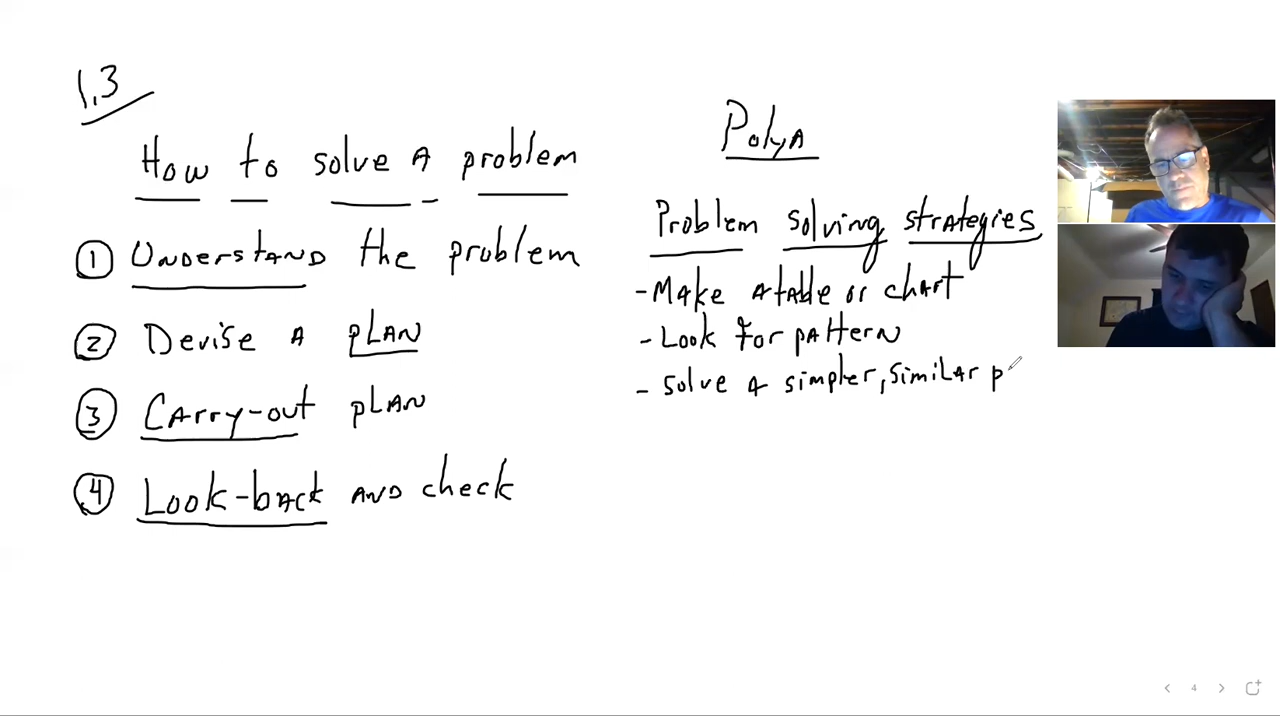 1.3
How to solve A problem
① Understand the problem
② Devise A plan
③ Carry-out plan
④ Look-back and check
Polya
Problem solving strategies
- Make A table or chart
- Look for pattern
- Solve A simpler, similar p
4